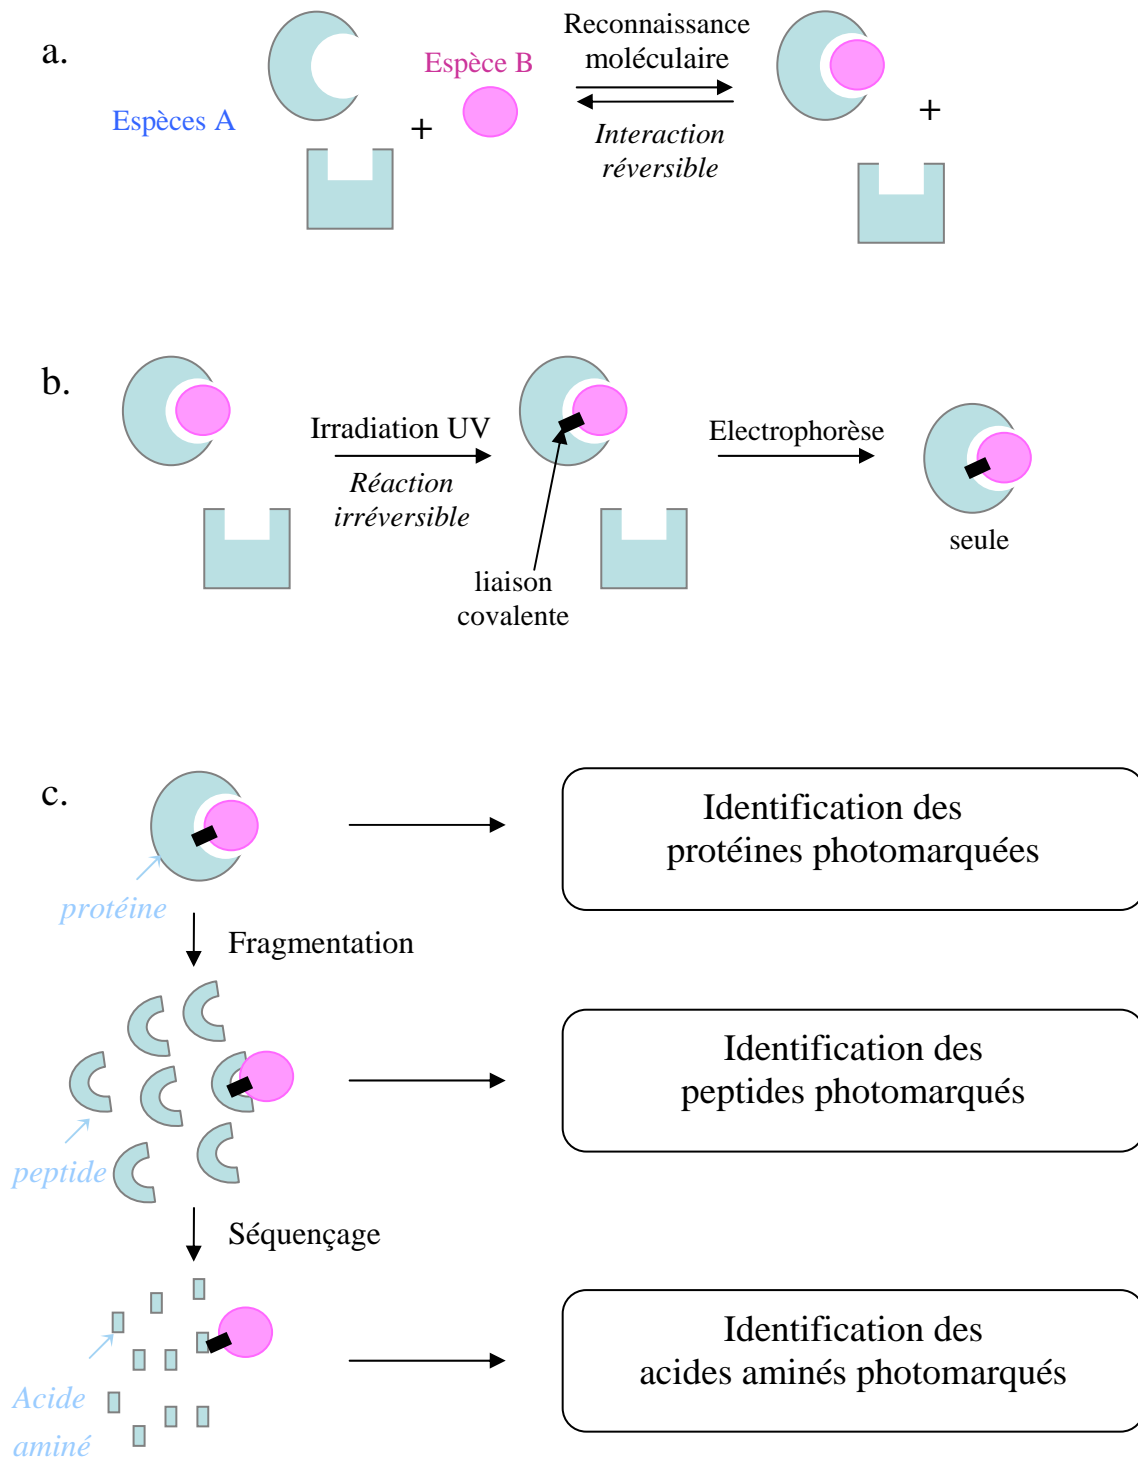 a.
Espèces A
+
Espèce B
Reconnaissance
moléculaire
Interaction
réversible
+
b.
Irradiation UV
Réaction
irréversible
liaison
covalente
Electrophorèse
seule
c.
protéine
Identification des
protéines photomarquées
Fragmentation
peptide
Identification des
peptides photomarqués
Séquençage
Acide
aminé
Identification des
acides aminés photomarqués